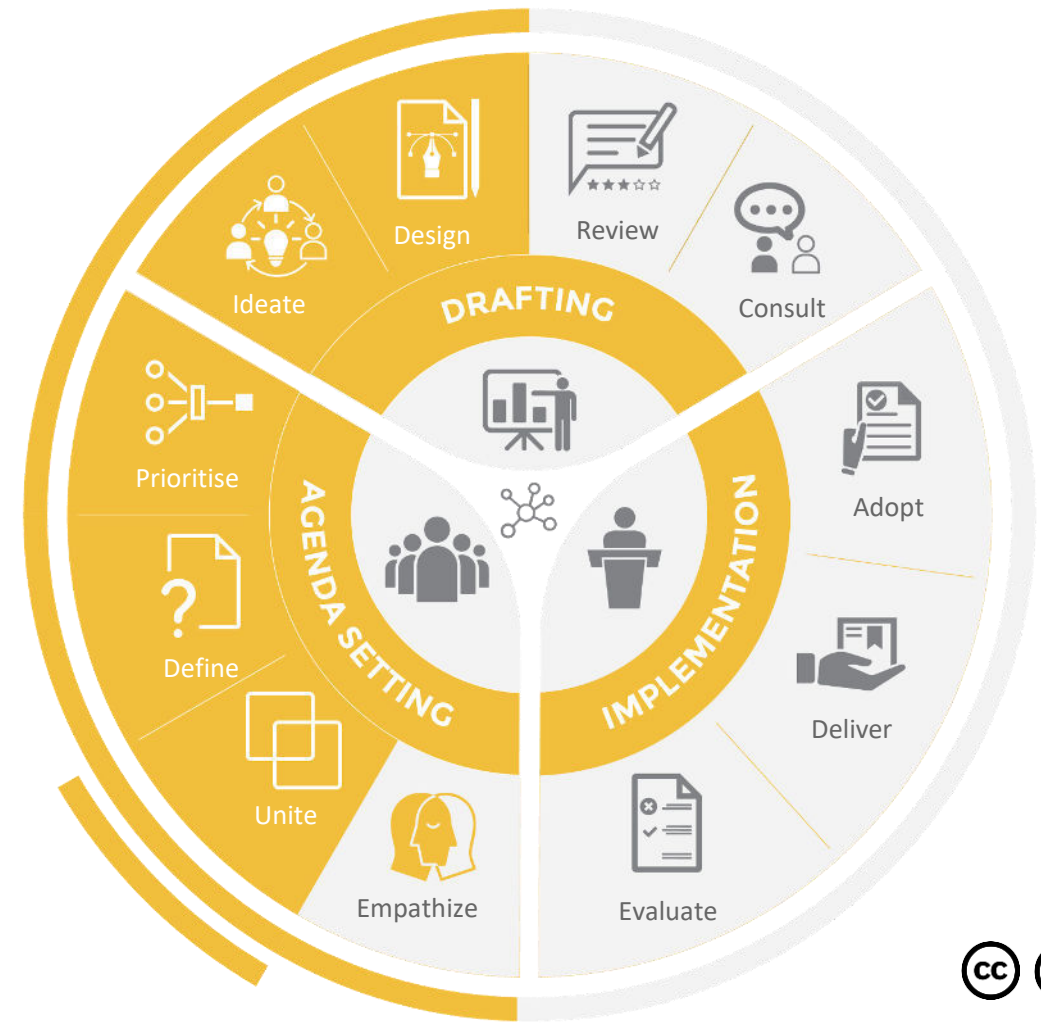 Design
Review
Ideate
Consult
DRAFTING
Prioritise
Adopt
AGENDA SETTING
IMPLEMENTATION
Define
Deliver
Unite
Empathize
Evaluate
cc